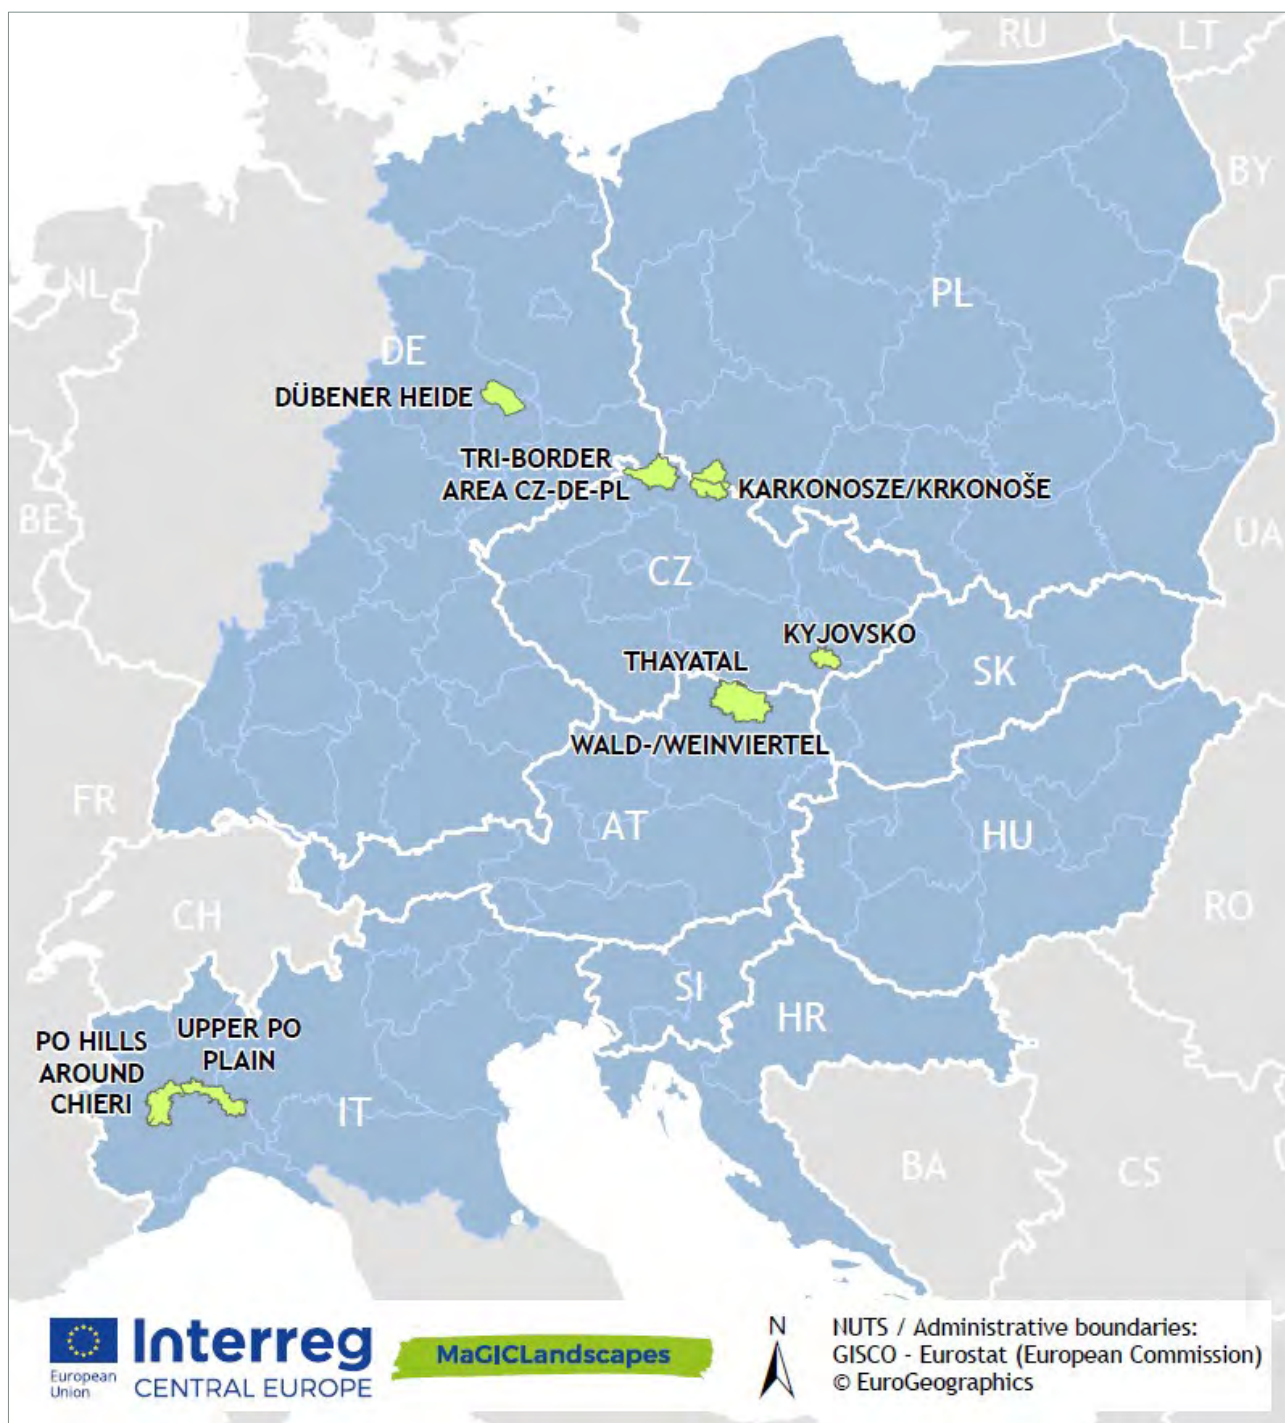 RU
LT
BY
NL
PL
DE
DÜBENER HEIDE
TRI-BORDER
AREA CZ-DE-PL
KARKONOSZE/KRKONOŠE
BE
UA
CZ
KYJOVSKO
THAYATAL
SK
WALD-/WEINVIERTEL
FR
AT
HU
CH
RO
SI
HR
PO HILLS
AROUND
CHIERI
UPPER PO
PLAIN
IT
BA
CS
European
Union
Interreg
CENTRAL EUROPE
MaGICLandscapes
N
NUTS / Administrative boundaries:
GISCO - Eurostat (European Commission)
© EuroGeographics